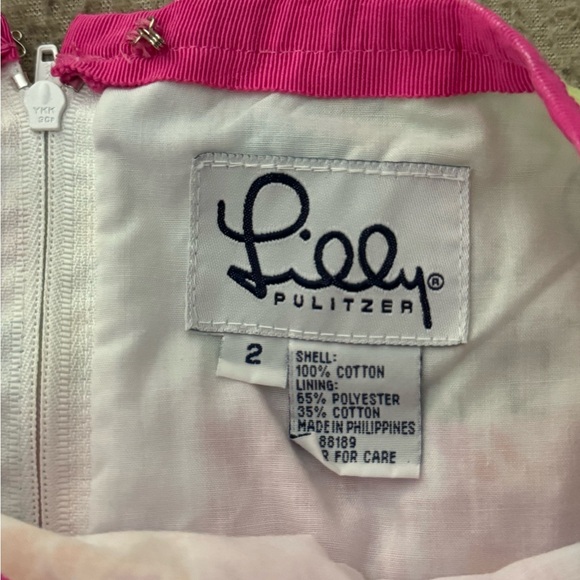 YKK
Lilly®
PULITZER
2
SHELL:
100% COTTON
LINING:
65% POLYESTER
35% COTTON
MADE IN PHILIPPINES
88189
R FOR CARE